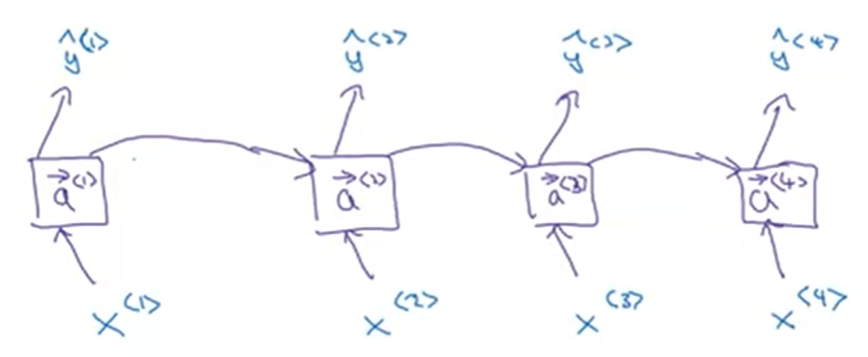 ŷ<1> ŷ<2> ŷ<3> ŷ<4>
a⃗<1> a⃗<2> a⃗<3> a⃗<4>
x<1> x<2> x<3> x<4>